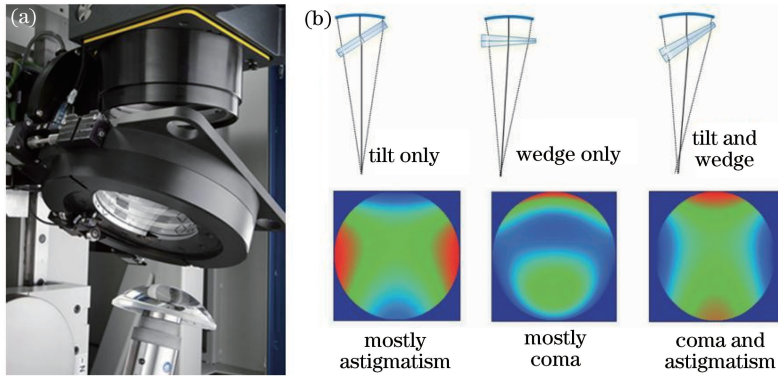 (a)
(b)
tilt only
wedge only
tilt and
wedge
mostly
astigmatism
mostly
coma
coma and
astigmatism